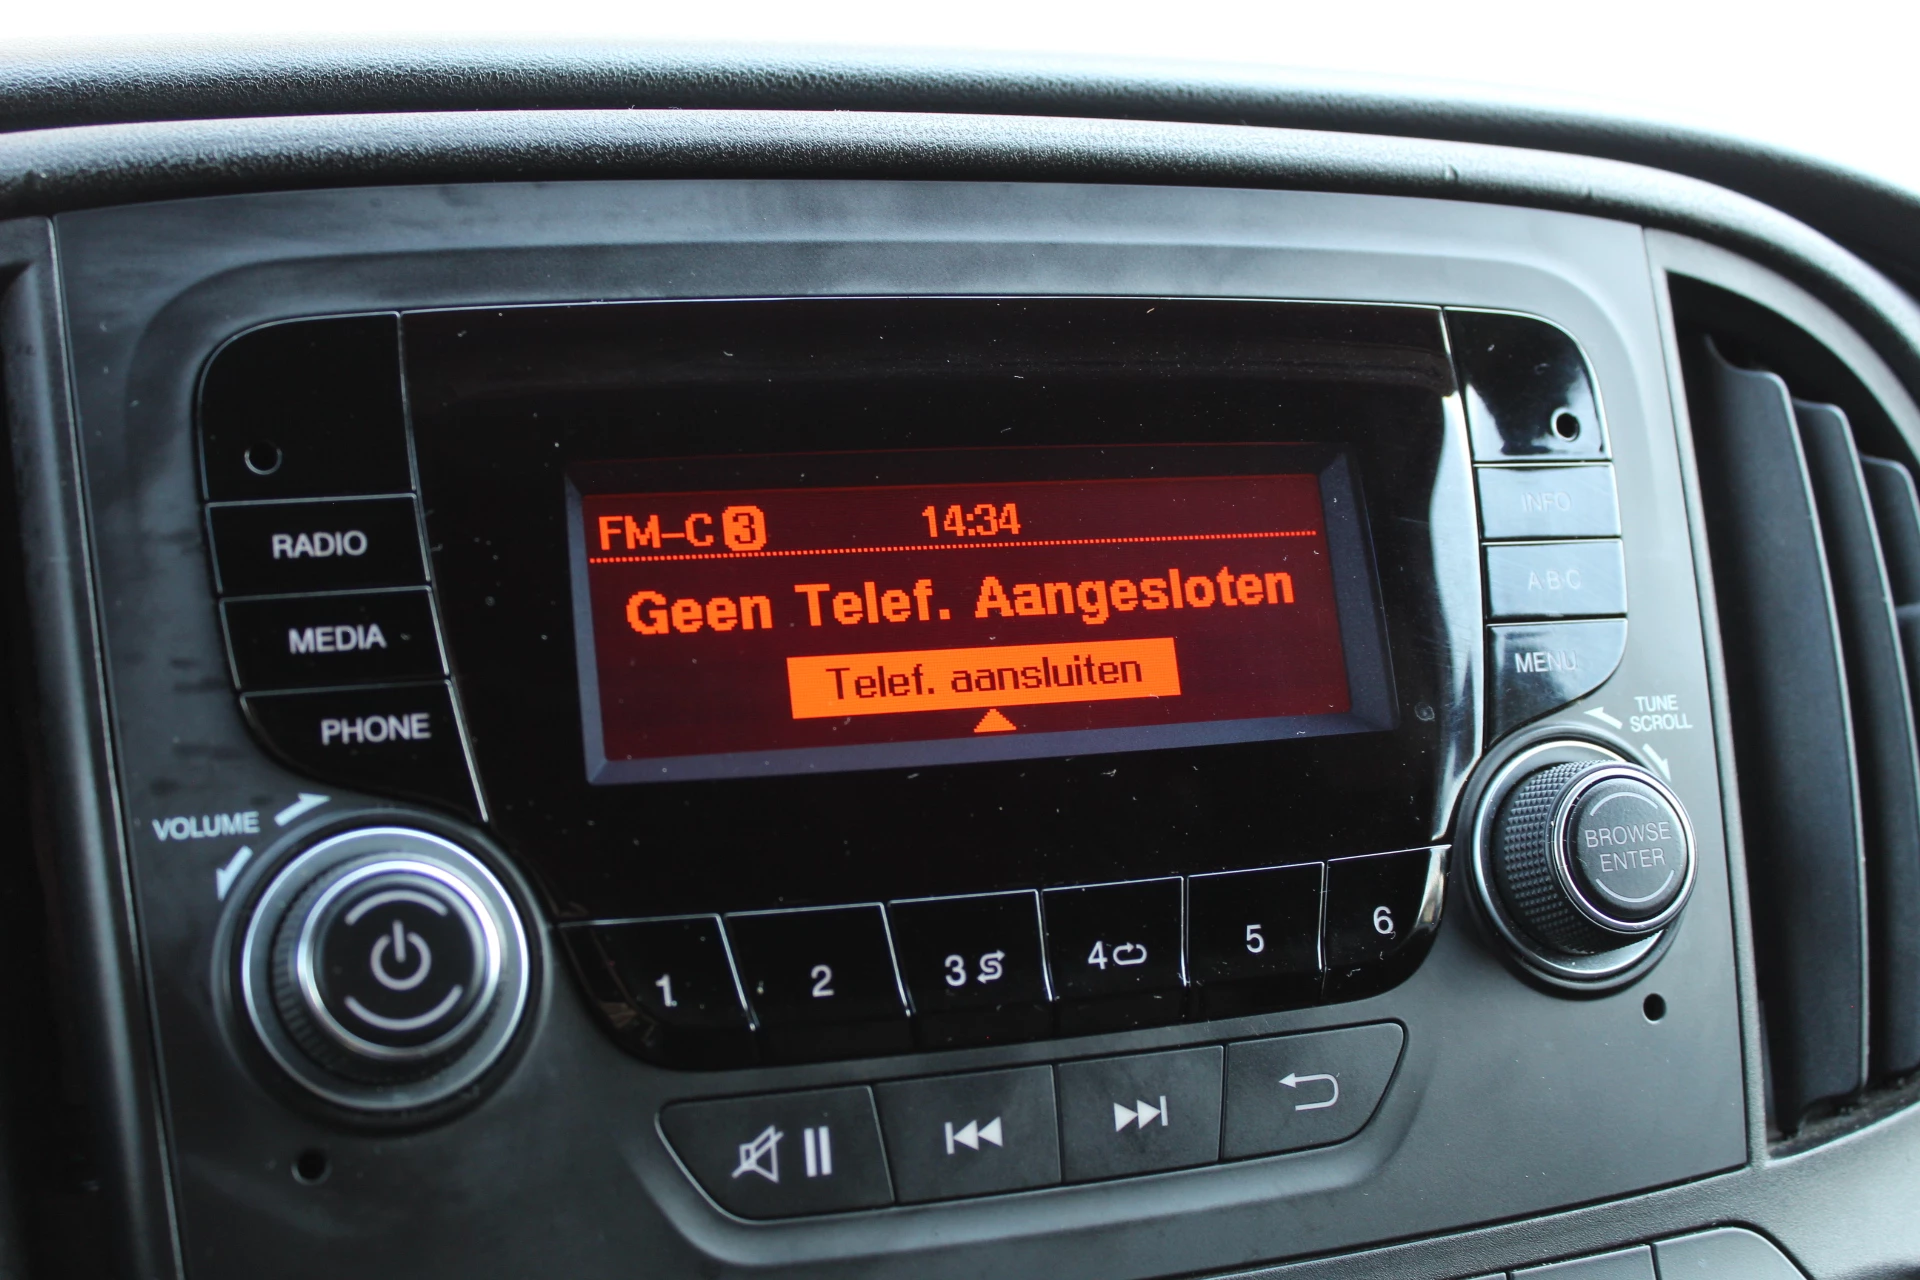 FM-C 3 14:34
Geen Telef. Aangesloten
Telef. aansluiten
RADIO
MEDIA
PHONE
VOLUME
INFO
A·B·C
MENU
TUNE
SCROLL
BROWSE
ENTER
1 2 3 4 5 6